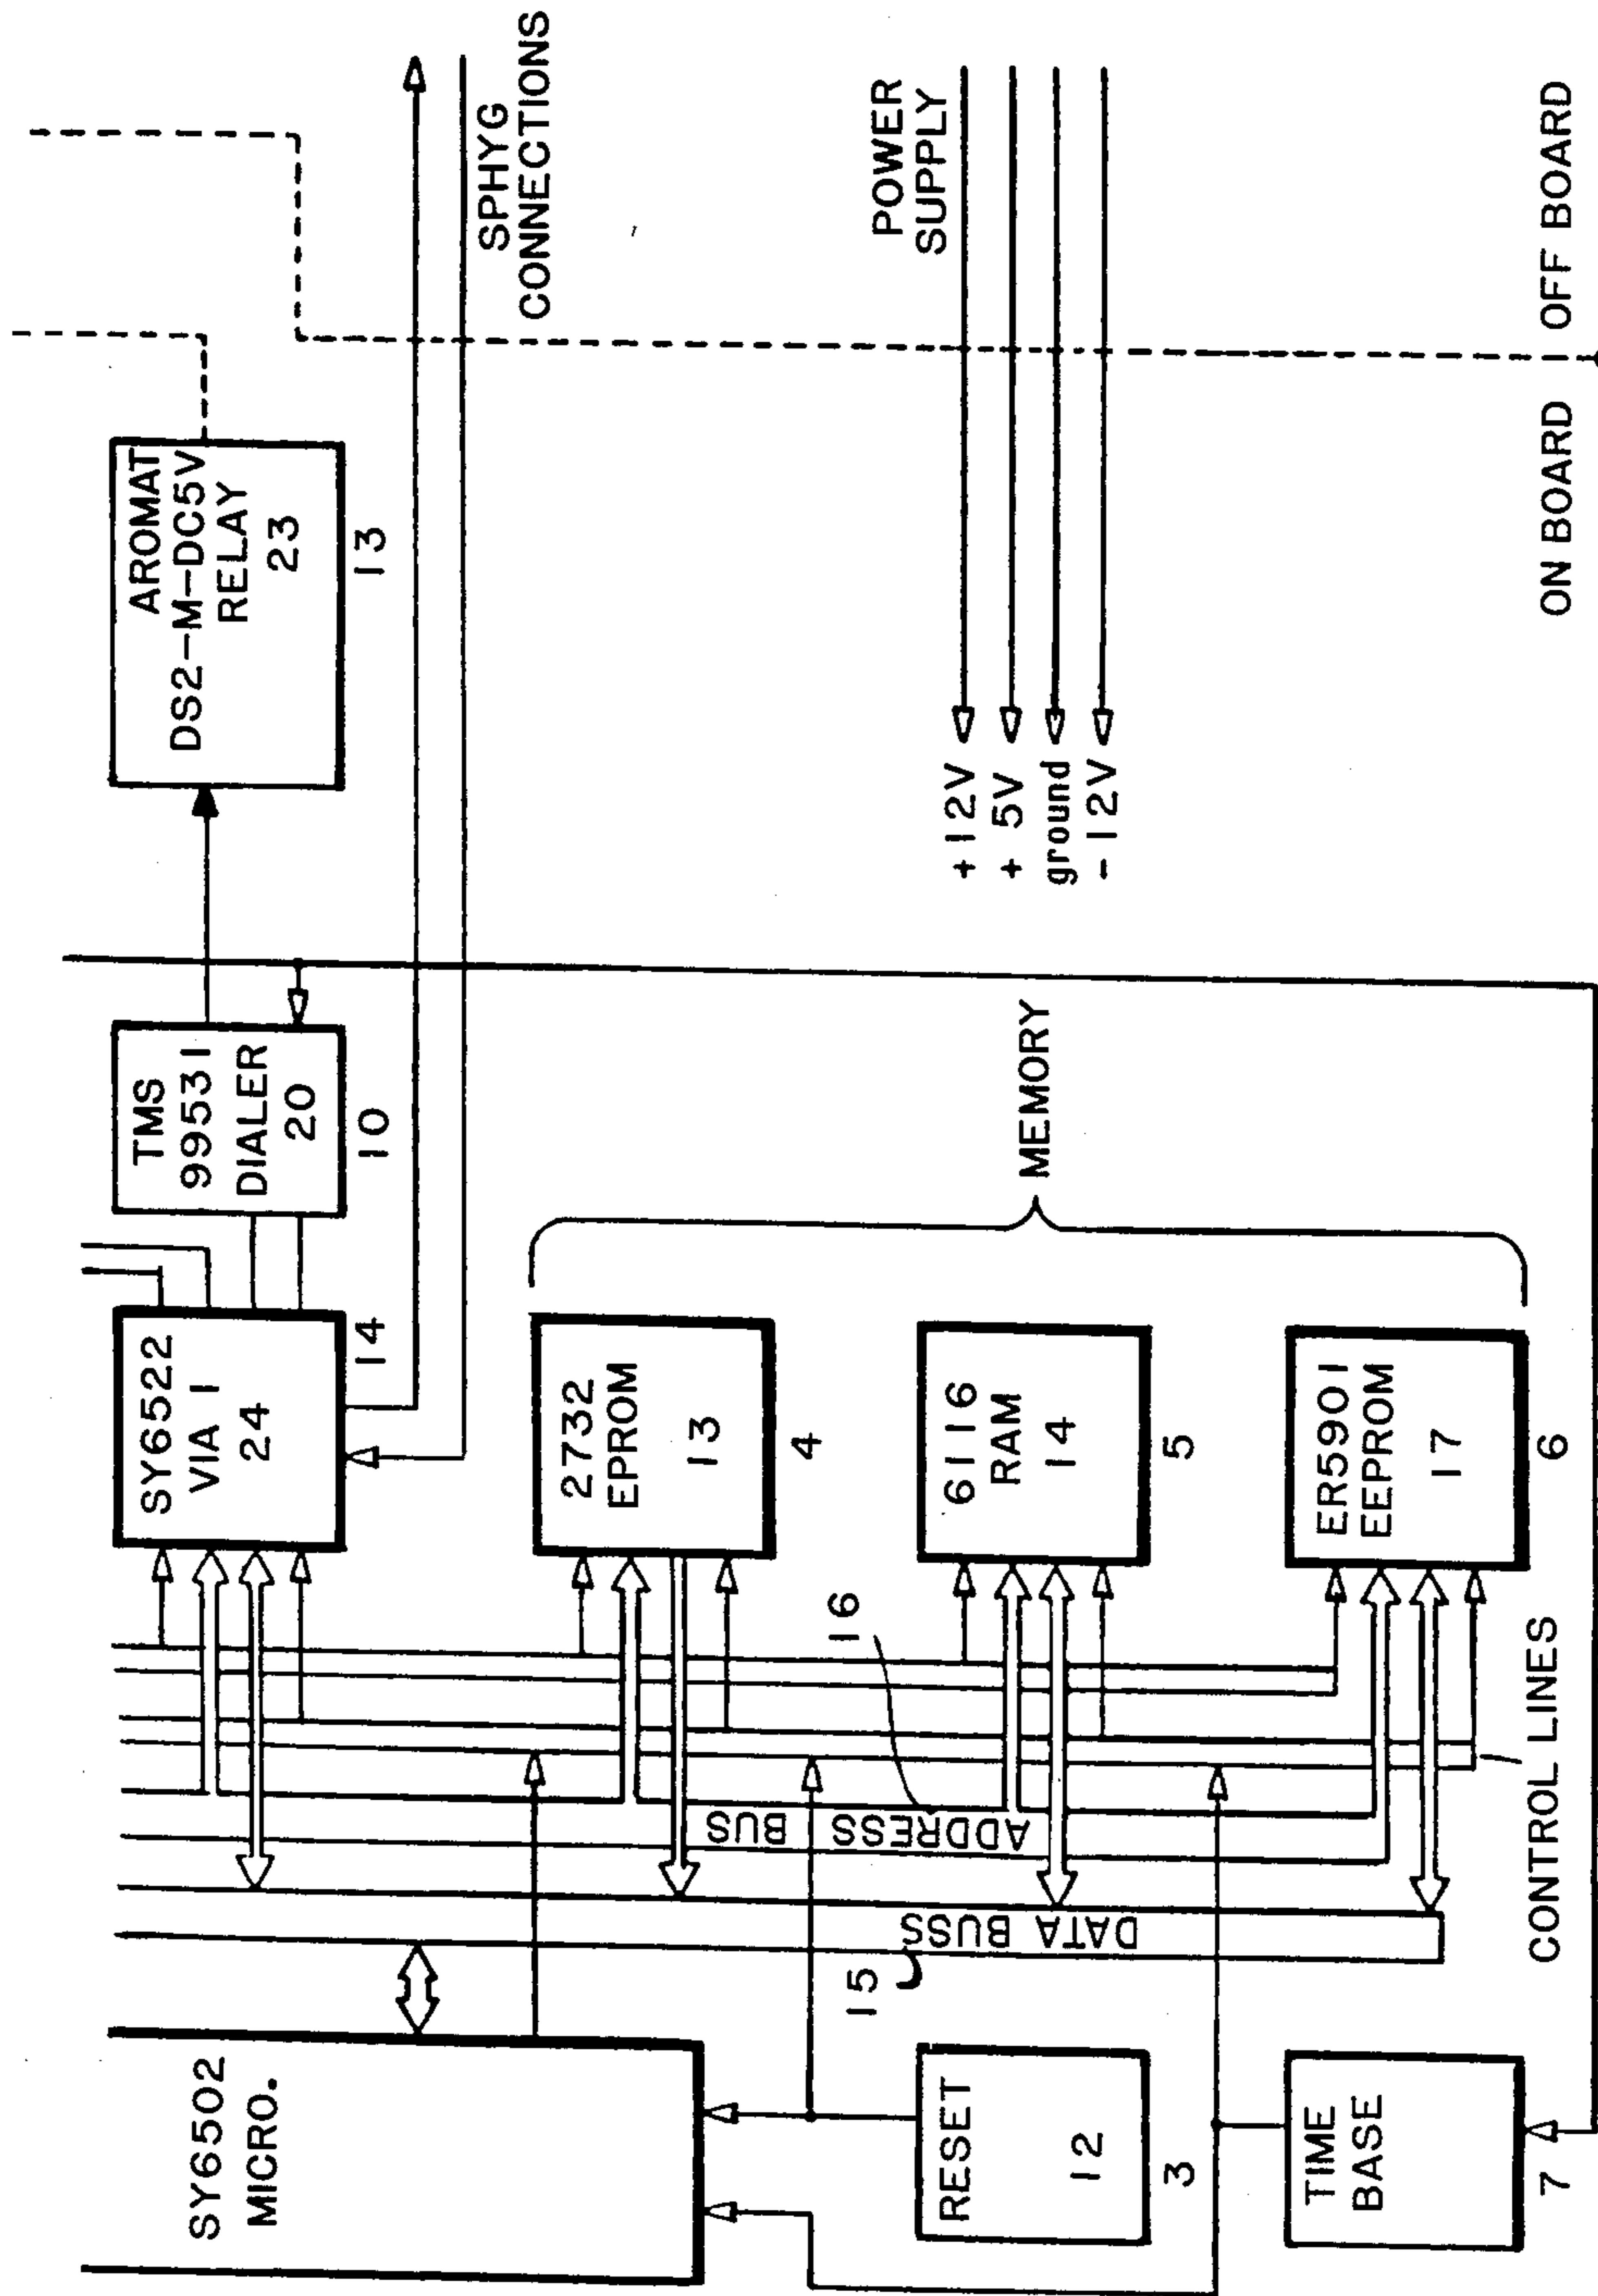 SY6502
MICRO.
SY6522
VIA 1
24
14
TMS
99531
DIALER
20
10
AROMAT
DS2-M-DC5V
RELAY
23
13
SPHYG
CONNECTIONS
2732
EPROM
13
4
16
ADDRESS BUS
15
DATA BUSS
RESET
12
3
6116
RAM
14
5
MEMORY
POWER
SUPPLY
+12V
+ 5V
ground
-12V
TIME
BASE
7
ER5901
EEPROM
17
6
CONTROL LINES
ON BOARD
OFF BOARD